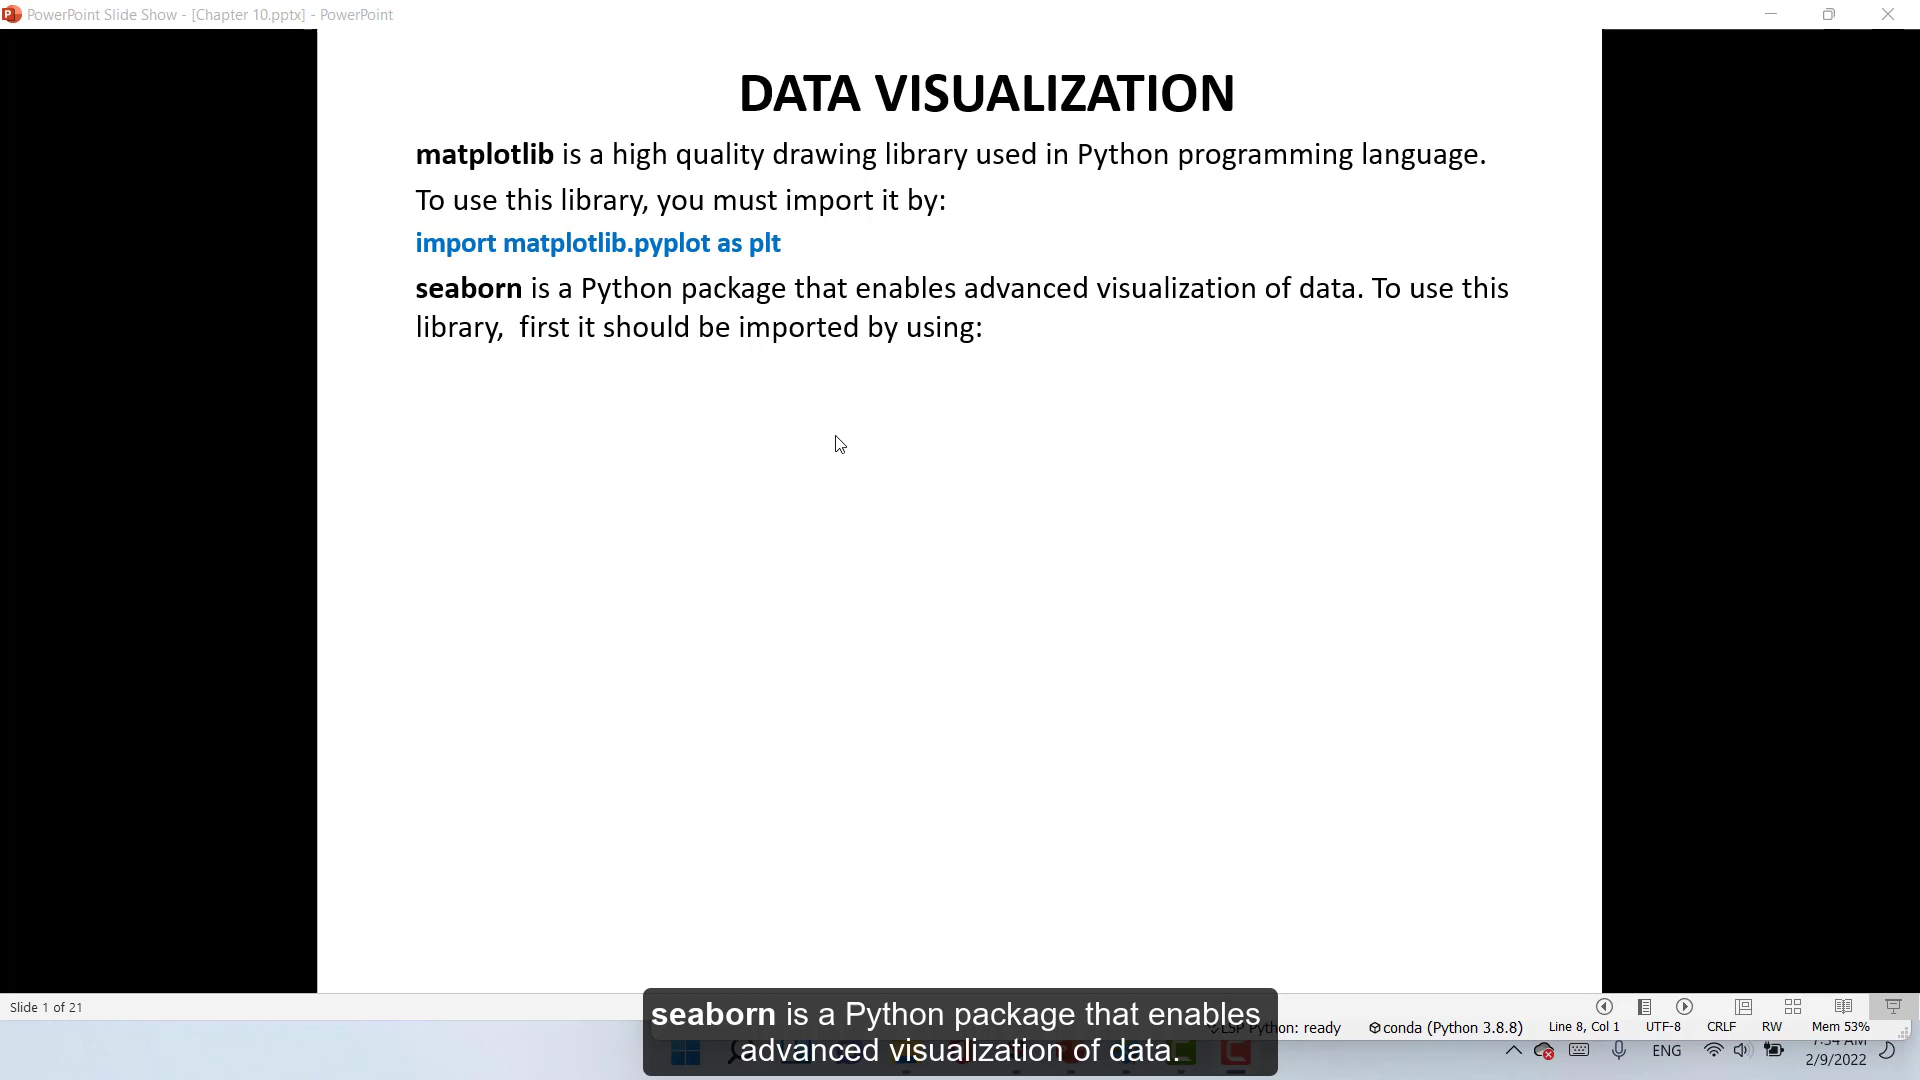 PowerPoint Slide Show - [Chapter 10.pptx] - PowerPoint
DATA VISUALIZATION
matplotlib is a high quality drawing library used in Python programming language.
To use this library, you must import it by:
import matplotlib.pyplot as plt
seaborn is a Python package that enables advanced visualization of data. To use this
library,  first it should be imported by using:
Slide 1 of 21
seaborn is a Python package that enables
advanced visualization of data.
LSP Python: ready
conda (Python 3.8.8)
Line 8, Col 1
UTF-8
CRLF
RW
Mem 53%
ENG
7:34 AM
2/9/2022